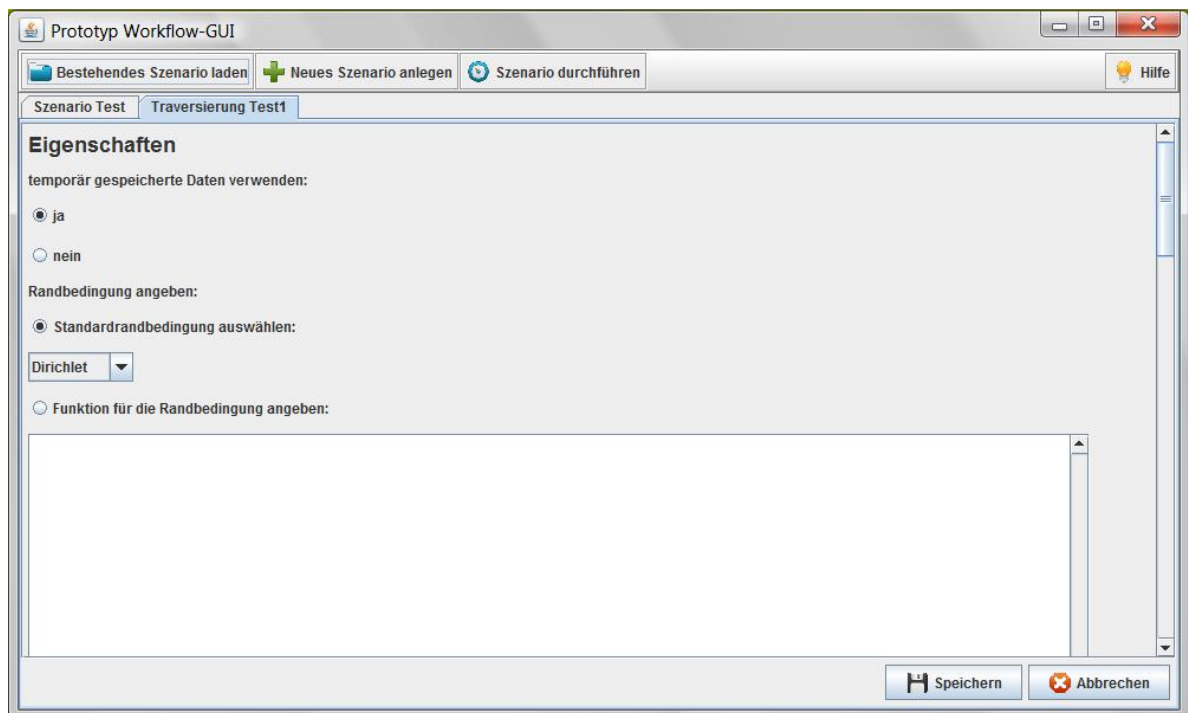 Prototyp Workflow-GUI
Bestehendes Szenario laden Neues Szenario anlegen Szenario durchführen Hilfe
Szenario Test Traversierung Test1
Eigenschaften
temporär gespeicherte Daten verwenden:
ja
nein
Randbedingung angeben:
Standardrandbedingung auswählen:
Dirichlet
Funktion für die Randbedingung angeben:
Speichern Abbrechen